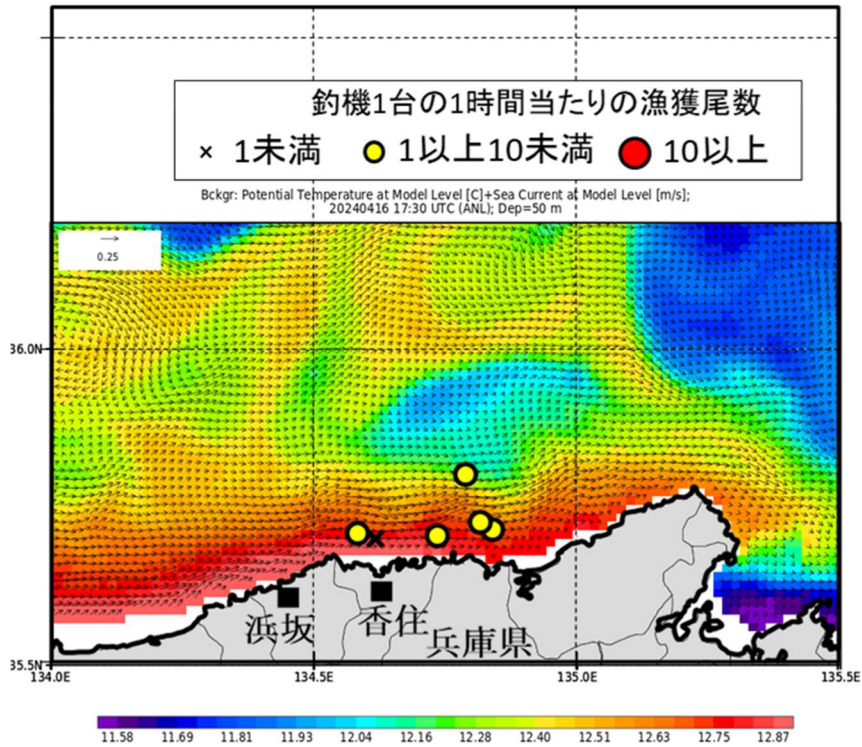 釣機1台の1時間当たりの漁獲尾数
× 1未満 1以上10未満 10以上
Bckgr: Potential Temperature at Model Level [C]+Sea Current at Model Level [m/s];
20240416 17:30 UTC (ANL); Dep=50 m
0.25
36.0N
浜坂 香住 兵庫県
35.5N
134.0E 134.5E 135.0E 135.5E
11.58 11.69 11.81 11.93 12.04 12.16 12.28 12.40 12.51 12.63 12.75 12.87